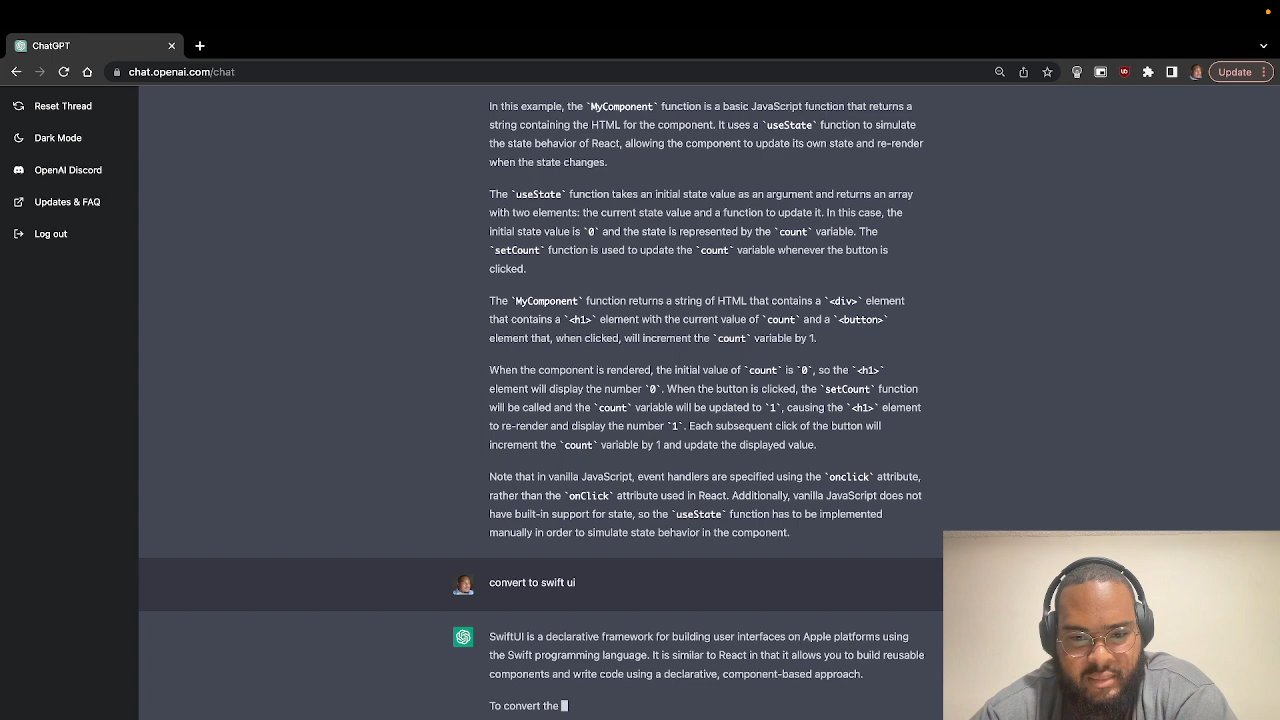 ChatGPT
chat.openai.com/chat
Update
Reset Thread
Dark Mode
OpenAI Discord
Updates & FAQ
Log out
In this example, the `MyComponent` function is a basic JavaScript function that returns a
string containing the HTML for the component. It uses a `useState` function to simulate
the state behavior of React, allowing the component to update its own state and re-render
when the state changes.
The `useState` function takes an initial state value as an argument and returns an array
with two elements: the current state value and a function to update it. In this case, the
initial state value is `0` and the state is represented by the `count` variable. The
`setCount` function is used to update the `count` variable whenever the button is
clicked.
The `MyComponent` function returns a string of HTML that contains a `<div>` element
that contains a `<h1>` element with the current value of `count` and a `<button>`
element that, when clicked, will increment the `count` variable by 1.
When the component is rendered, the initial value of `count` is `0`, so the `<h1>`
element will display the number `0`. When the button is clicked, the `setCount` function
will be called and the `count` variable will be updated to `1`, causing the `<h1>` element
to re-render and display the number `1`. Each subsequent click of the button will
increment the `count` variable by 1 and update the displayed value.
Note that in vanilla JavaScript, event handlers are specified using the `onclick` attribute,
rather than the `onClick` attribute used in React. Additionally, vanilla JavaScript does not
have built-in support for state, so the `useState` function has to be implemented
manually in order to simulate state behavior in the component.
convert to swift ui
SwiftUI is a declarative framework for building user interfaces on Apple platforms using
the Swift programming language. It is similar to React in that it allows you to build reusable
components and write code using a declarative, component-based approach.
To convert the